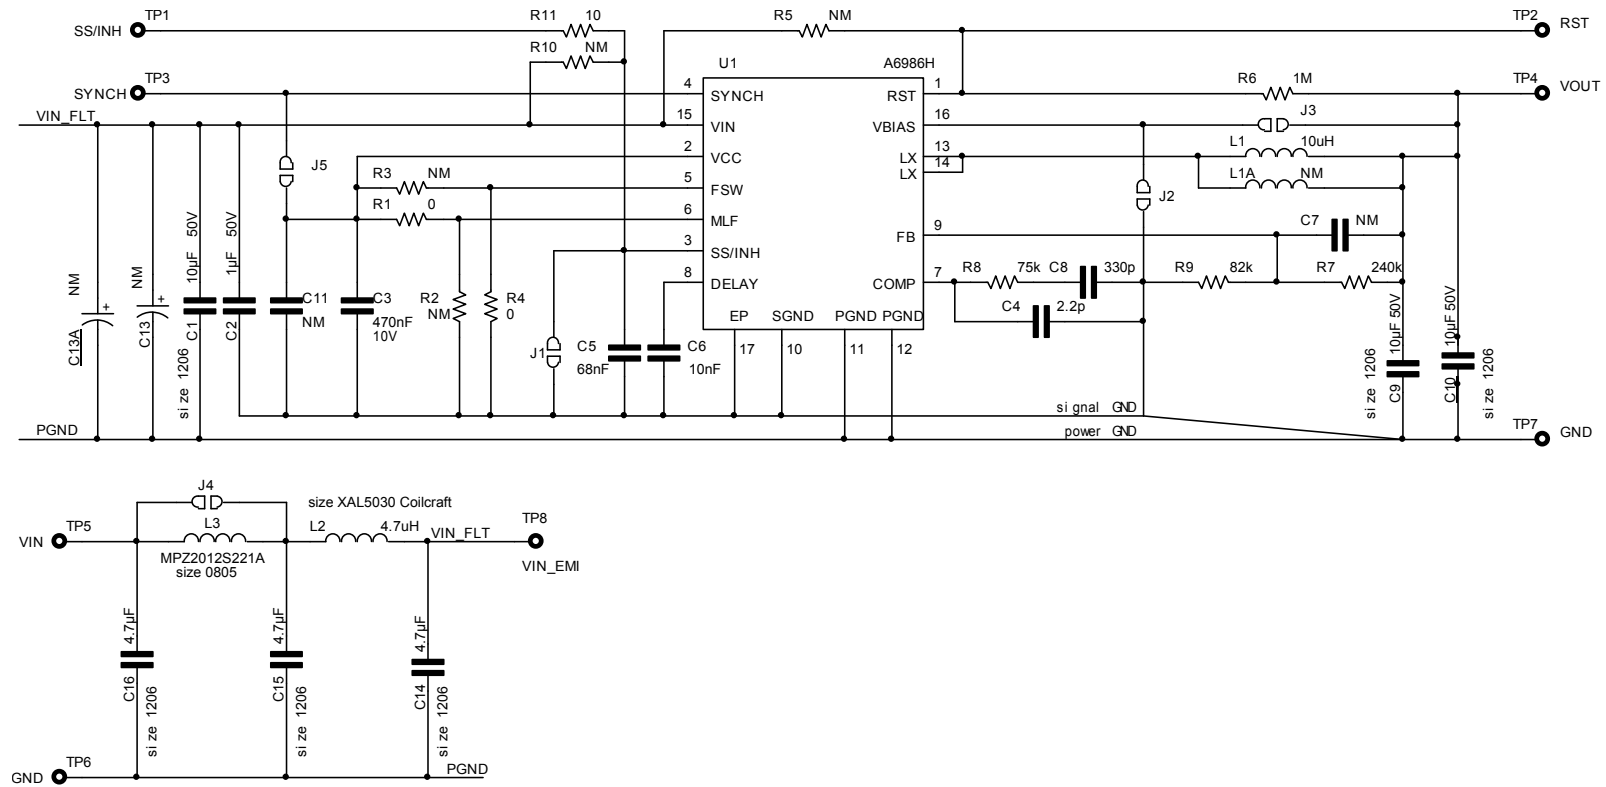 TP1
R11 10
R5 NM
TP2
SS/INH
RST
R10 NM
U1
A6986H
TP3
SYNCH
4
SYNCH
RST
1
R6 1M
TP4
VOUT
VIN_FLT
15
VIN
VBIAS
16
J3
2
VCC
LX
13
L1 10uH
14
LX
J5
R3 NM
5
FSW
L1A NM
R1 0
6
MLF
J2
C7 NM
3
SS/INH
FB
9
8
DELAY
COMP
7
R8 75k
C8 330p
R9 82k
R7 240k
C4 2.2p
NM
C13A
NM
C13
10µF 50V
C1
size 1206
1µF 50V
C2
C11
NM
C3
470nF
10V
R2
NM
R4
0
J1
C5
68nF
C6
10nF
EP
SGND
PGND
PGND
17
10
11
12
10µF 50V
C9
size 1206
10µF 50V
C10
size 1206
signal GND
power GND
PGND
TP7
GND
J4
size XAL5030 Coilcraft
TP5
VIN
L3
MPZ2012S221A
size 0805
L2 4.7uH
VIN_FLT
TP8
VIN_EMI
4.7µF
C16
size 1206
4.7µF
C15
size 1206
4.7µF
C14
size 1206
TP6
GND
PGND